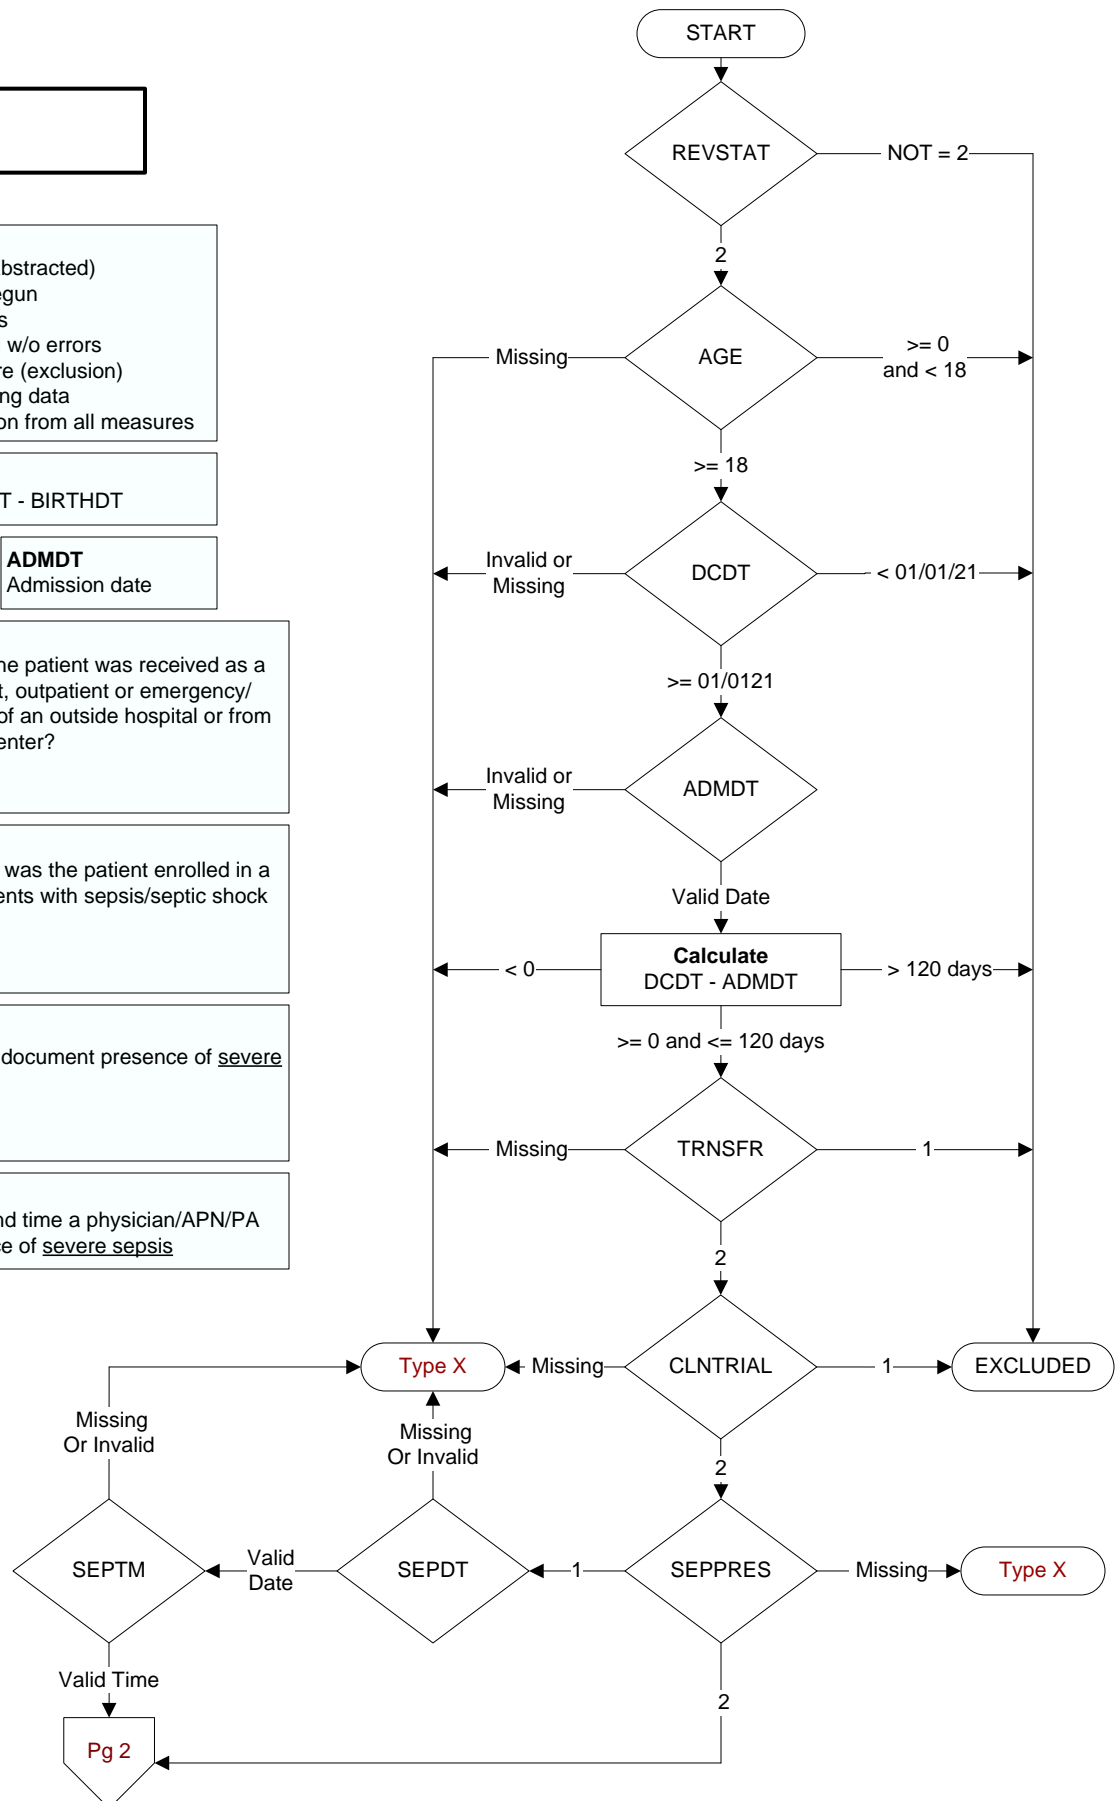 bstracted)
egun
s
w/o errors
re (exclusion)
ng data
on from all measures
T - BIRTHDT
ADMDT
Admission date
he patient was received as a
t, outpatient or emergency/
of an outside hospital or from
enter?
was the patient enrolled in a
ents with sepsis/septic shock
document presence of severe
nd time a physician/APN/PA
ce of severe sepsis
START
REVSTAT
NOT = 2
2
Missing
AGE
>= 0
and < 18
>= 18
Invalid or
Missing
DCDT
< 01/01/21
>= 01/0121
Invalid or
Missing
ADMDT
Valid Date
< 0
Calculate
DCDT - ADMDT
> 120 days
>= 0 and <= 120 days
Missing
TRNSFR
1
2
Type X
Missing
CLNTRIAL
1
EXCLUDED
Missing
Or Invalid
Missing
Or Invalid
2
SEPTM
Valid
Date
SEPDT
1
SEPPRES
Missing
Type X
Valid Time
2
Pg 2